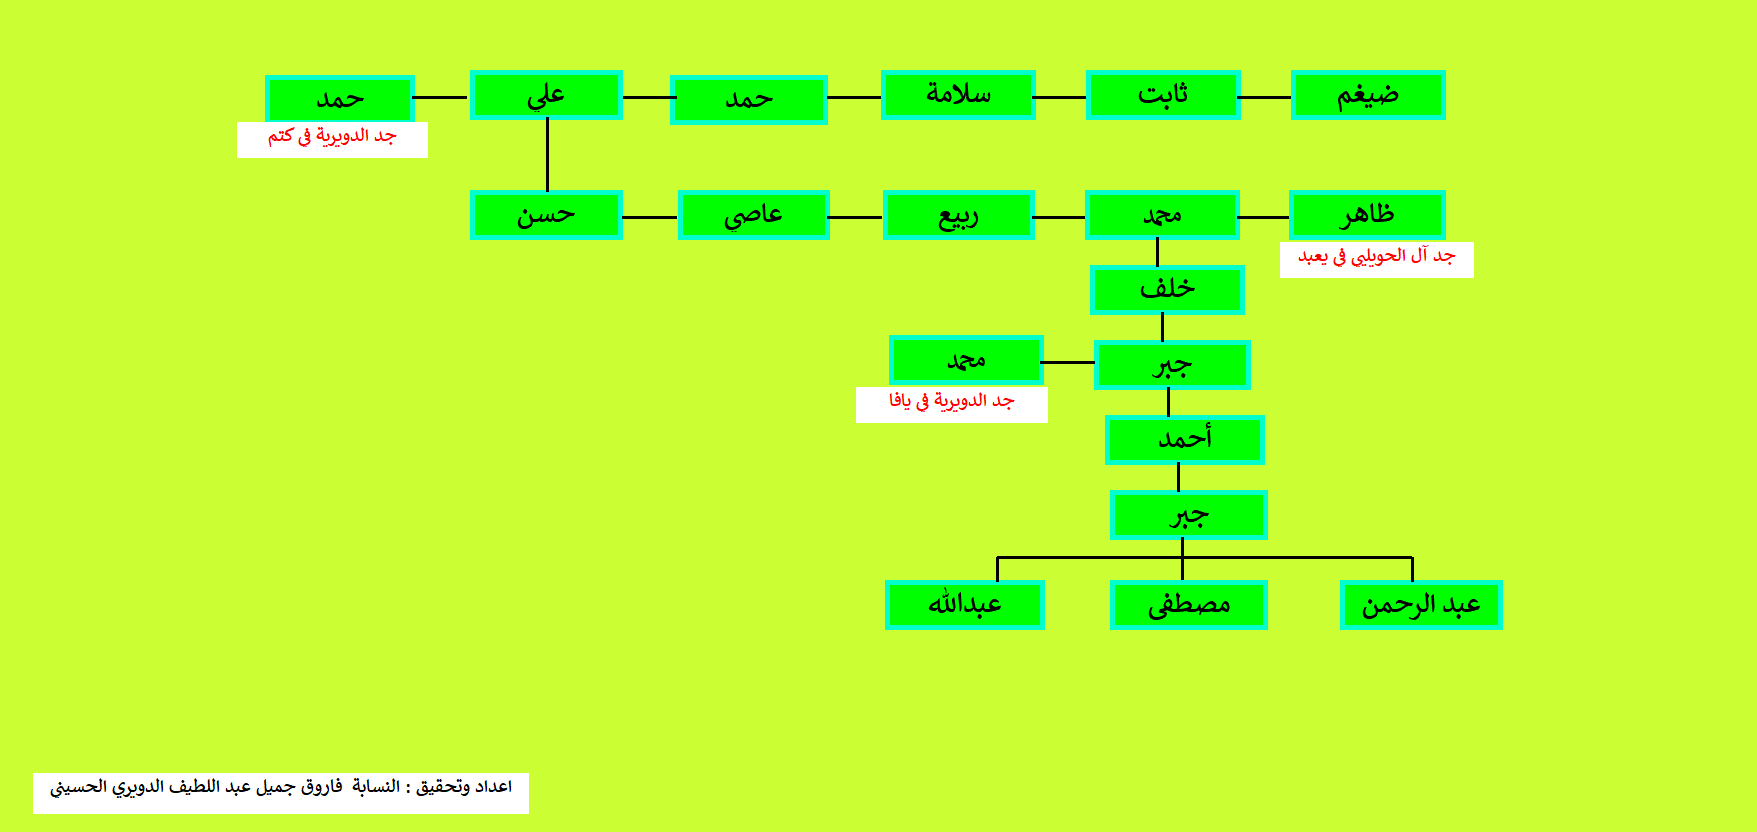 ضيغم
ثابت
سلامة
حمد
علي
حمد
جد الدويرية في كتم
حسن
عاصي
ربيع
محمد
ظاهر
جد آل الحويلي في يعبد
خلف
جبر
محمد
جد الدويرية في يافا
أحمد
جبر
عبد الرحمن
مصطفى
عبدالله
اعداد وتحقيق : النسابة فاروق جميل عبد اللطيف الدويري الحسيني